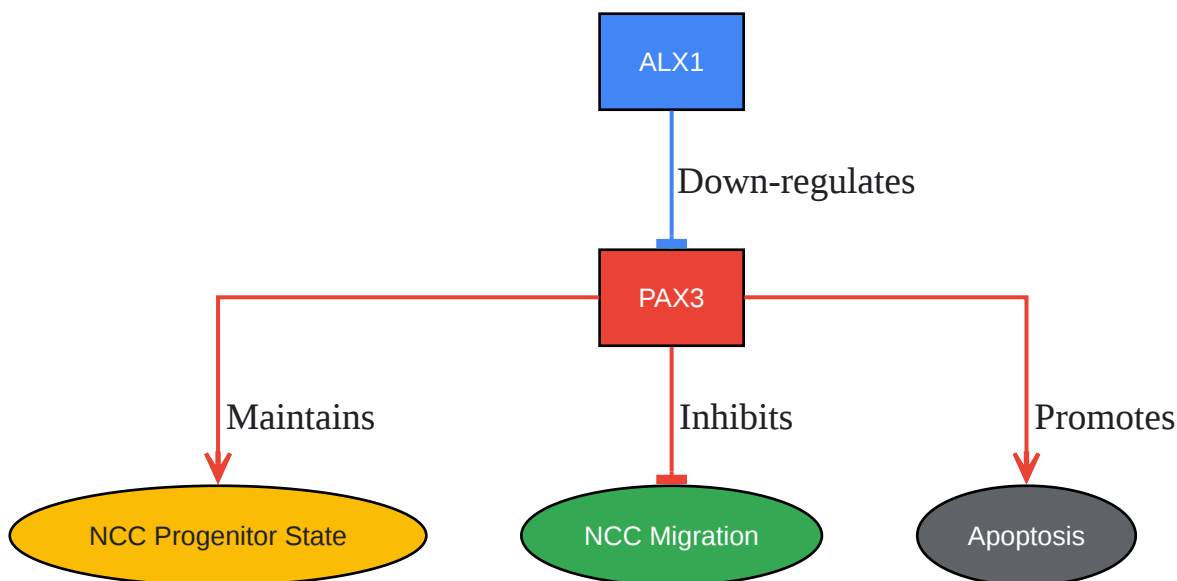 ALX1
Down-regulates
PAX3
Maintains
Inhibits
Promotes
NCC Progenitor State
NCC Migration
Apoptosis